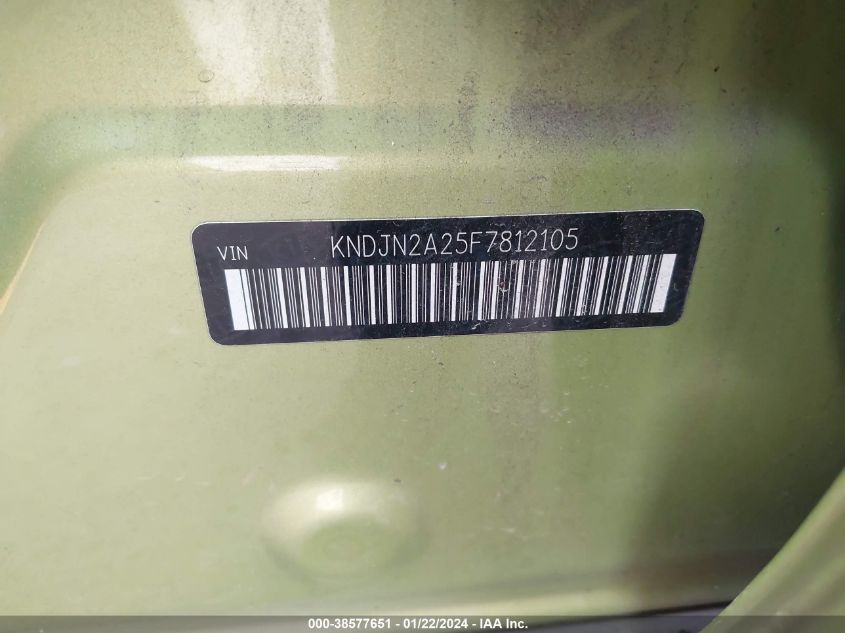 VIN KNDJN2A25F7812105
000-38577651 - 01/22/2024 - IAA Inc.